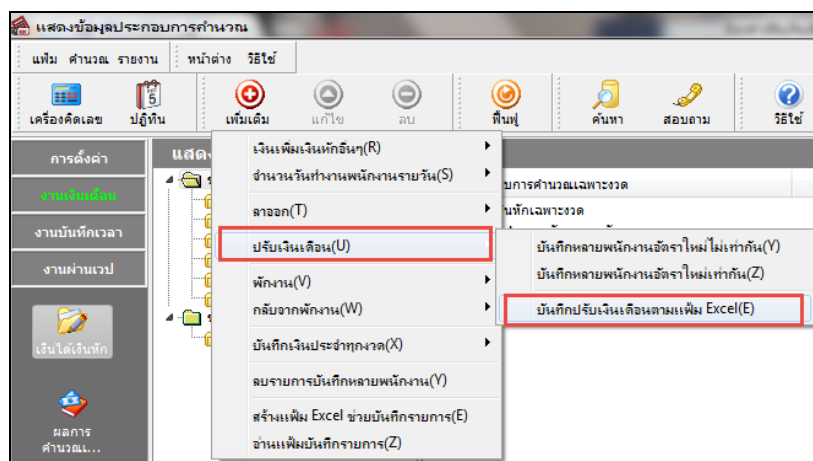 แสดงข้อมูลประกอบการคำนวณ
แฟ้ม คำนวณ รายงาน หน้าต่าง วิธีใช้
เครื่องคิดเลข ปฏิทิน เพิ่มเติม แก้ไข ลบ พื้นฟู ค้นหา สอบถาม วิธีใช้
การตั้งค่า
งานเงินเดือน
งานบันทึกเวลา
งานผ่านเวป
เงินได้เงินหัก
ผลการ
คำนวณ...
แสดง
เงินเพิ่มเงินหักอื่นๆ(R)
จำนวนวันทำงานพนักงานรายวัน(S)
ลาออก(T)
ปรับเงินเดือน(U)
พักงาน(V)
กลับจากพักงาน(W)
บันทึกเงินประจำทุกงวด(X)
ลบรายการบันทึกหลายพนักงาน(Y)
สร้างแฟ้ม Excel ช่วยบันทึกรายการ(E)
อ่านแฟ้มบันทึกรายการ(Z)
บการคำนวณเฉพาะงวด
นหักเฉพาะงวด
บันทึกหลายพนักงานอัตราใหม่ไม่เท่ากัน(Y)
บันทึกหลายพนักงานอัตราใหม่เท่ากัน(Z)
บันทึกปรับเงินเดือนตามแฟ้ม Excel(E)